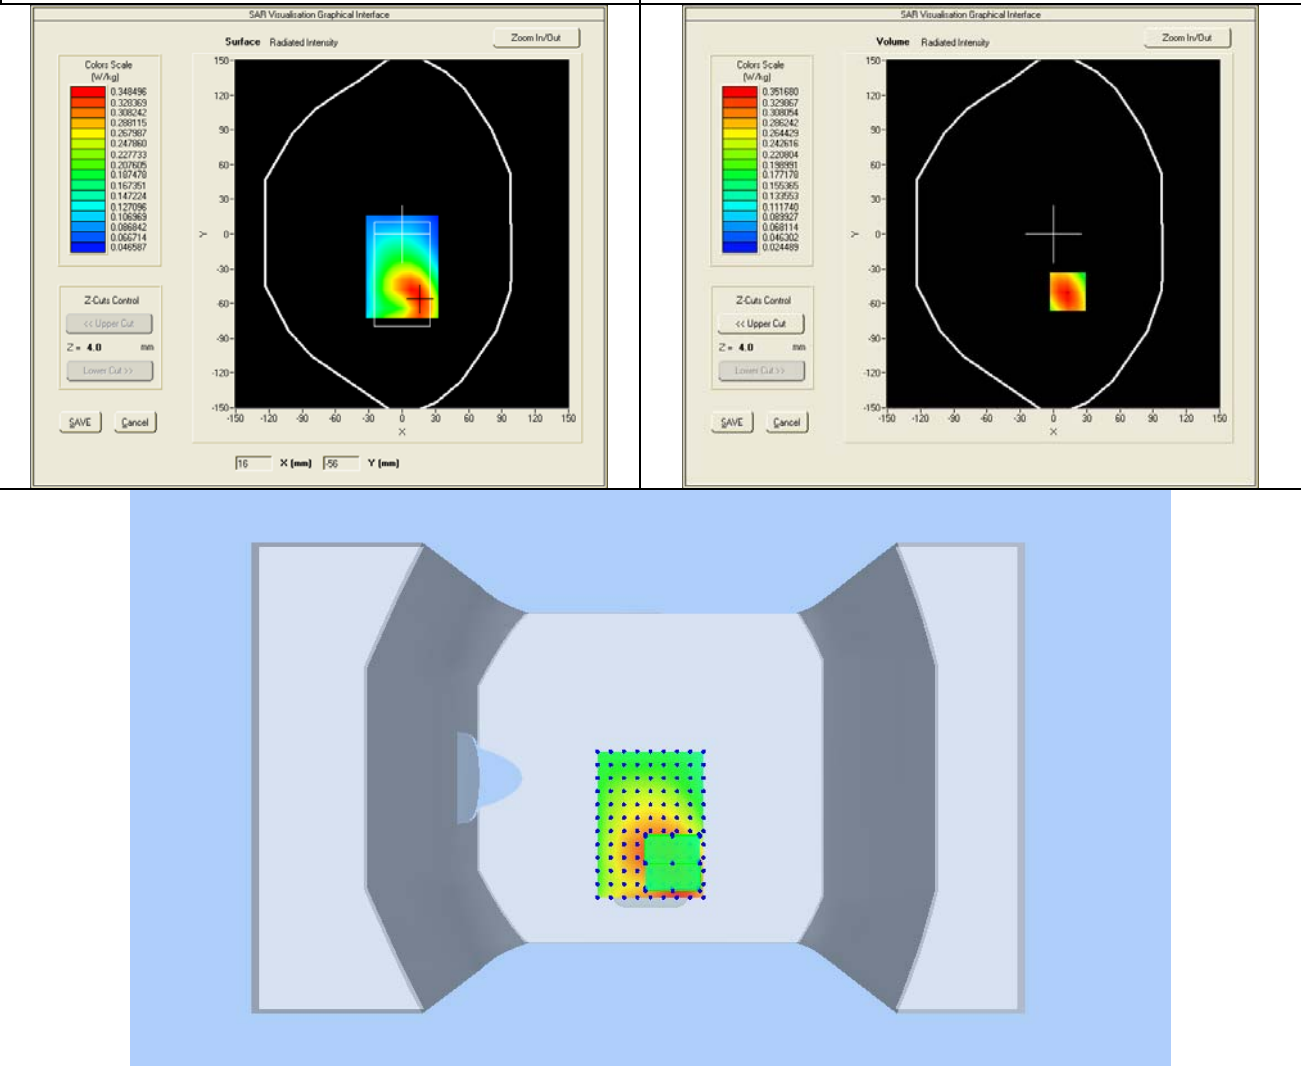 SAR Visualisation Graphical Interface
Surface Radiated Intensity
Zoom In/Out
Colors Scale
(W/kg)
0.348496
0.328369
0.308242
0.288115
0.267987
0.247860
0.227733
0.207605
0.187478
0.167351
0.147224
0.127096
0.106969
0.086842
0.066714
0.046587
Z-Cuts Control
<< Upper Cut
Z = 4.0 mm
Lower Cut >>
SAVE Cancel
150
120
90
60
30
0
-30
-60
-90
-120
-150
Y
-150 -120 -90 -60 -30 0 30 60 90 120 150
X
16 X (mm) -56 Y (mm)
SAR Visualisation Graphical Interface
Volume Radiated Intensity
Zoom In/Out
Colors Scale
(W/kg)
0.351680
0.329867
0.308054
0.286242
0.264429
0.242616
0.220804
0.198991
0.177178
0.155365
0.133553
0.111740
0.089927
0.068114
0.046302
0.024489
Z-Cuts Control
<< Upper Cut
Z = 4.0 mm
Lower Cut >>
SAVE Cancel
150
120
90
60
30
0
-30
-60
-90
-120
-150
Y
-150 -120 -90 -60 -30 0 30 60 90 120 150
X